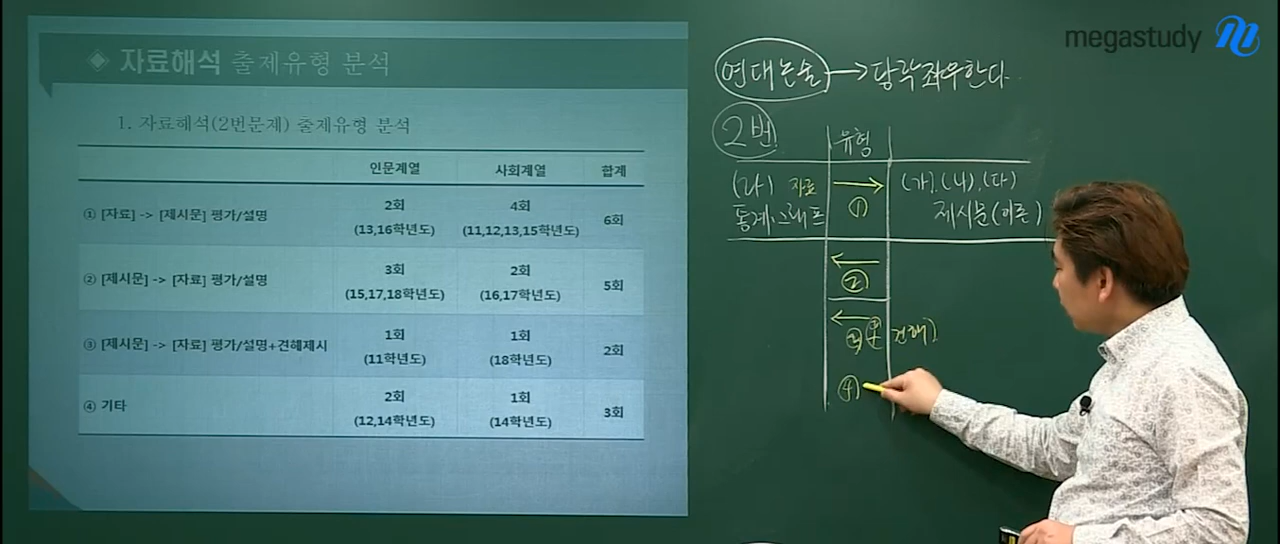 megastudy
◈ 자료해석 출제유형 분석
1. 자료해석(2번문제) 출제유형 분석
인문계열 사회계열 합계
① [자료] -> [제시문] 평가/설명 2회 (13,16학년도) 4회 (11,12,13,15학년도) 6회
② [제시문] -> [자료] 평가/설명 3회 (15,17,18학년도) 2회 (16,17학년도) 5회
③ [제시문] -> [자료] 평가/설명+견해제시 1회 (11학년도) 1회 (18학년도) 2회
④ 기타 2회 (12,14학년도) 1회 (14학년도) 3회
연대논술 → 당락좌우한다.
2번 유형
(라) 자료 → (가),(나),(다)
통계,그래프 ① 제시문(이론)
← ②
← ③ (+ 견해)
④